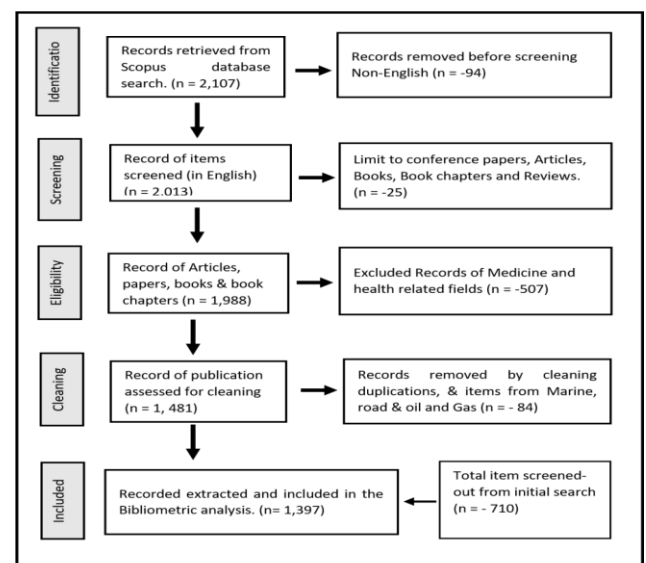 Identificatio
Records retrieved from
Scopus database
search. (n = 2,107)
Records removed before screening
Non-English (n = -94)
Screening
Record of items
screened (in English)
(n = 2.013)
Limit to conference papers, Articles,
Books, Book chapters and Reviews.
(n = -25)
Eligibility
Record of Articles,
papers, books & book
chapters (n = 1,988)
Excluded Records of Medicine and
health related fields (n = -507)
Cleaning
Record of publication
assessed for cleaning
(n = 1, 481)
Records removed by cleaning
duplications, & items from Marine,
road & oil and Gas (n = - 84)
Included
Recorded extracted and included in the
Bibliometric analysis. (n= 1,397)
Total item screened-
out from initial search
(n = - 710)